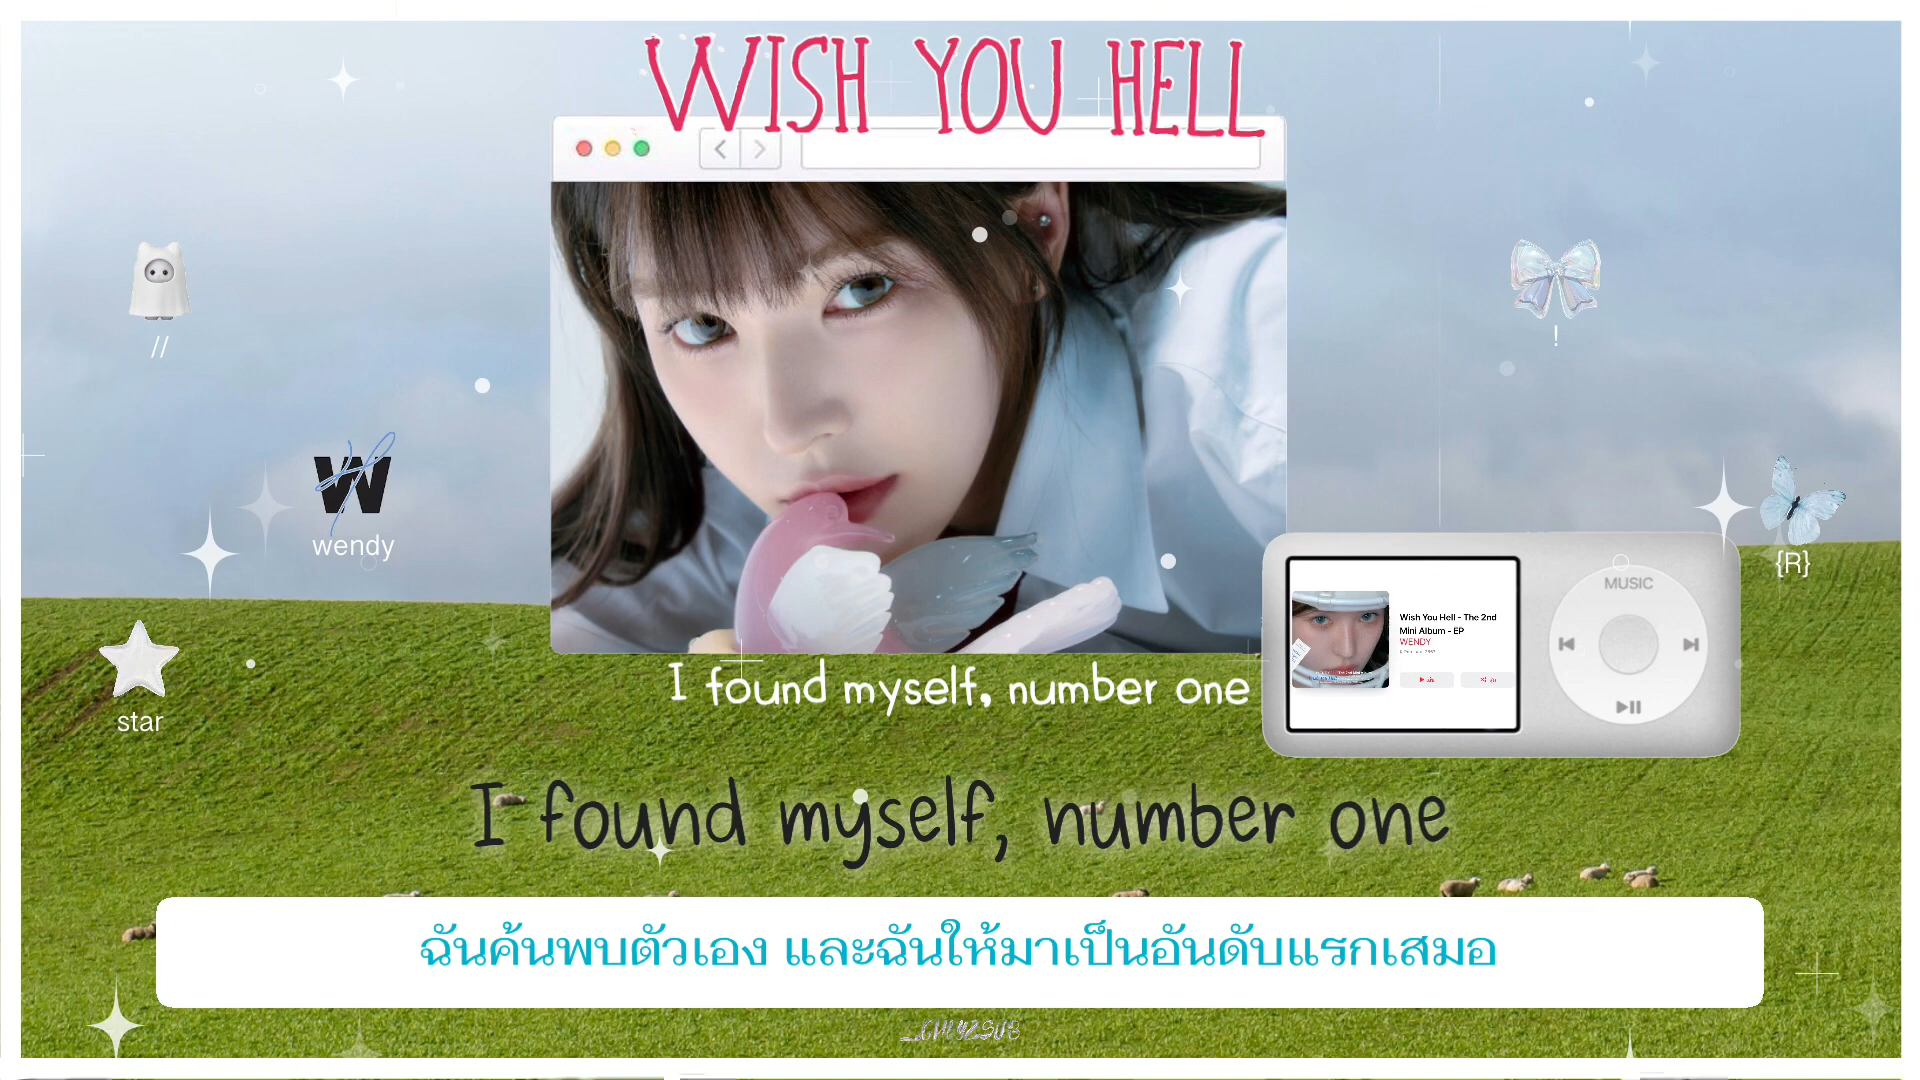 WISH YOU HELL
//
!
W
wendy
{R}
MUSIC
Wish You Hell - The 2nd
Mini Album - EP
WENDY
star
I found myself, number one
I found myself, number one
ฉันค้นพบตัวเอง และฉันให้มาเป็นอันดับแรกเสมอ